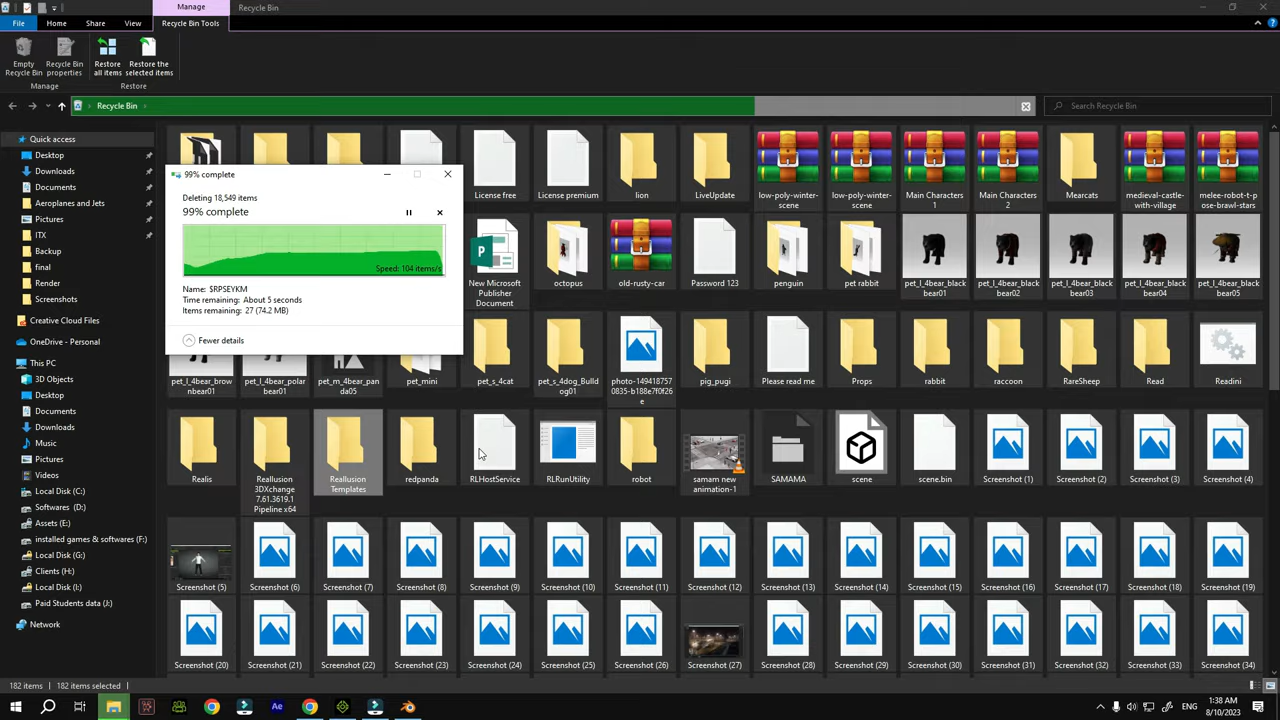 Manage
Recycle Bin
File
Home
Share
View
Recycle Bin Tools
Empty
Recycle Bin
Recycle Bin
properties
Restore
all items
Restore the
selected items
Manage
Restore
Recycle Bin
Search Recycle Bin
Quick access
Desktop
Downloads
Documents
Aeroplanes and Jets
Pictures
ITX
Backup
final
Render
Screenshots
Creative Cloud Files
OneDrive - Personal
This PC
3D Objects
Desktop
Documents
Downloads
Music
Pictures
Videos
Local Disk (C:)
Softwares (D:)
Assets (E:)
installed games & softwares (F:)
Local Disk (G:)
Clients (H:)
Local Disk (I:)
Paid Students data (J:)
Network
99% complete
Deleting 18,549 items
99% complete
Speed: 104 items/s
Name: $RPSEYKM
Time remaining: About 5 seconds
Items remaining: 27 (74.2 MB)
Fewer details
License free
License premium
lion
LiveUpdate
low-poly-winter-
scene
low-poly-winter-
scene
Main Characters
1
Main Characters
2
Mearcats
medieval-castle-
with-village
melee-robot-t-p
ose-brawl-stars
New Microsoft
Publisher
Document
octopus
old-rusty-car
Password 123
penguin
pet rabbit
pet_l_4bear_black
bear01
pet_l_4bear_black
bear02
pet_l_4bear_black
bear03
pet_l_4bear_black
bear04
pet_l_4bear_black
bear05
pet_l_4bear_brow
nbear01
pet_l_4bear_polar
bear01
pet_m_4bear_pan
da05
pet_mini
pet_s_4cat
pet_s_4dog_Bulld
og01
photo-149418757
0835-b188e7f0f26
e
pig_pugi
Please read me
Props
rabbit
raccoon
RareSheep
Read
Readini
Realis
Reallusion
3DXchange
7.61.3619.1
Pipeline x64
Reallusion
Templates
redpanda
RLHostService
RLRunUtility
robot
samam new
animation-1
SAMAMA
scene
scene.bin
Screenshot (1)
Screenshot (2)
Screenshot (3)
Screenshot (4)
Screenshot (5)
Screenshot (6)
Screenshot (7)
Screenshot (8)
Screenshot (9)
Screenshot (10)
Screenshot (11)
Screenshot (12)
Screenshot (13)
Screenshot (14)
Screenshot (15)
Screenshot (16)
Screenshot (17)
Screenshot (18)
Screenshot (19)
Screenshot (20)
Screenshot (21)
Screenshot (22)
Screenshot (23)
Screenshot (24)
Screenshot (25)
Screenshot (26)
Screenshot (27)
Screenshot (28)
Screenshot (29)
Screenshot (30)
Screenshot (31)
Screenshot (32)
Screenshot (33)
Screenshot (34)
182 items
182 items selected
Ae
ENG
1:38 AM
8/10/2023